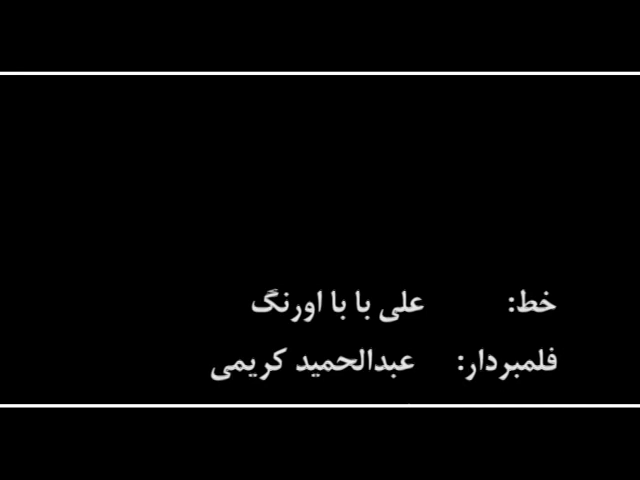 خط: علی با با اورنگ
فلمبردار: عبدالحمید کریمی